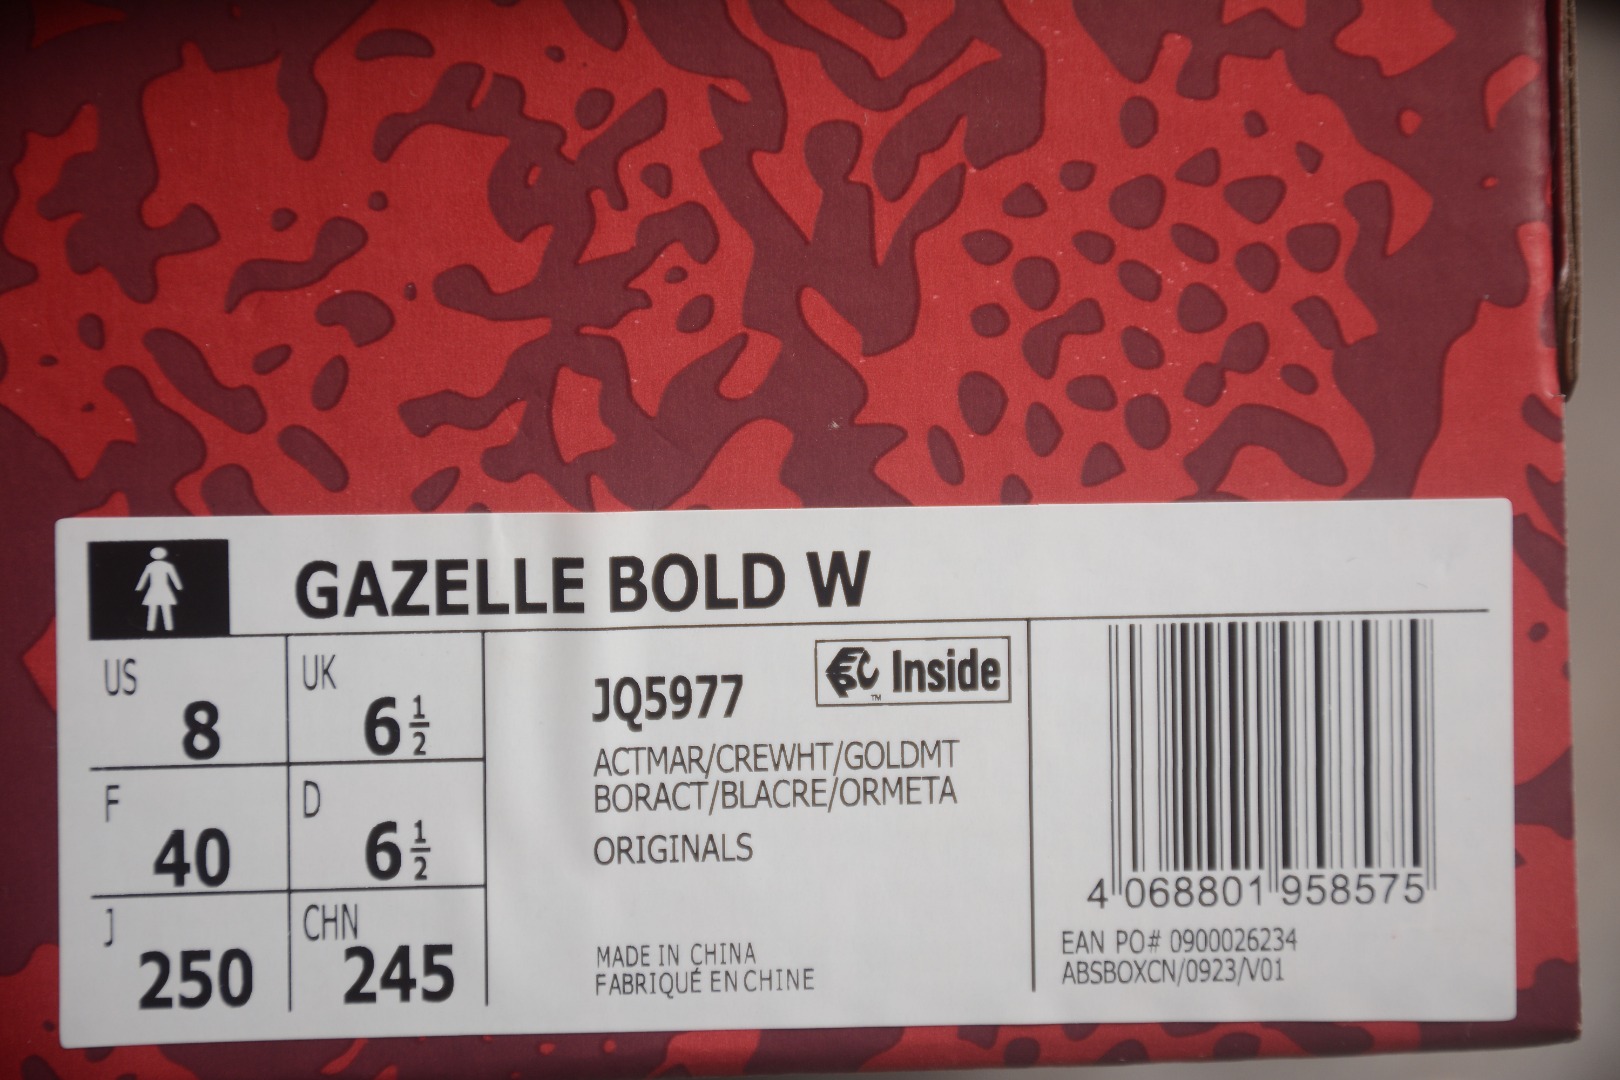 GAZELLE BOLD W
US 8
UK 6 1/2
F 40
D 6 1/2
J 250
CHN 245
JQ5977
Inside
™
ACTMAR/CREWHT/GOLDMT
BORACT/BLACRE/ORMETA
ORIGINALS
MADE IN CHINA
FABRIQUÉ EN CHINE
4 068801 958575
EAN PO# 0900026234
ABSBOXCN/0923/V01